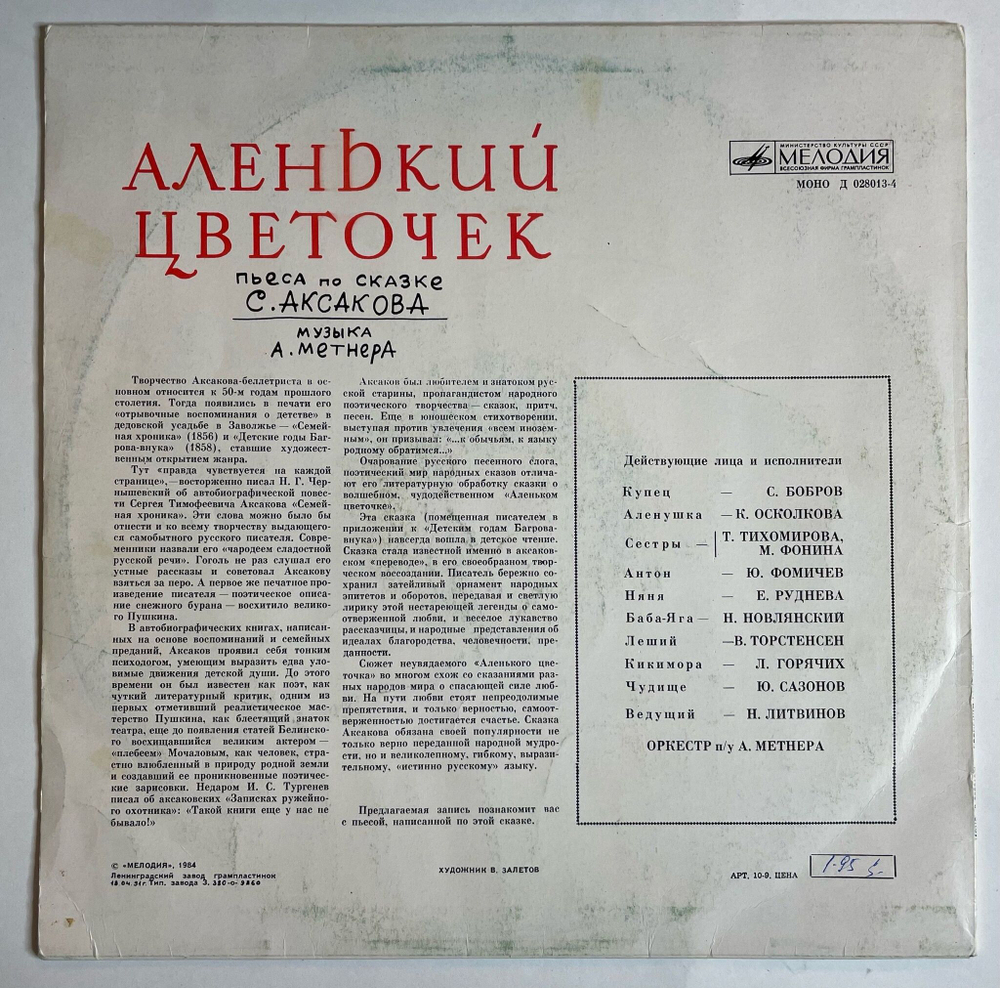 АЛЕНЬКИЙ
ЦВЕТОЧЕК
ПЬЕСА ПО СКАЗКЕ
С. АКСАКОВА
МУЗЫКА
А. МЕТНЕРА
МИНИСТЕРСТВО КУЛЬТУРЫ СССР
МЕЛОДИЯ
ВСЕСОЮЗНАЯ ФИРМА ГРАМПЛАСТИНОК
МОНО Д 028013-4
Творчество Аксакова-беллетриста в ос-
новном относится к 50-м годам прошлого
столетия. Тогда появились в печати его
«отрывочные воспоминания о детстве» в
дедовской усадьбе в Заволжье — «Семей-
ная хроника» (1856) и «Детские годы Баг-
рова-внука» (1858), ставшие художест-
венным открытием жанра.
Тут «правда чувствуется на каждой
странице», — восторженно писал Н. Г. Чер-
нышевский об автобиографической повес-
ти Сергея Тимофеевича Аксакова «Семей-
ная хроника». Эти слова можно было бы
отнести и ко всему творчеству выдающего-
ся самобытного русского писателя. Совре-
менники назвали его «чародеем сладостной
русской речи». Гоголь не раз слушал его
устные рассказы и советовал Аксакову
взяться за перо. А первое же печатное про-
изведение писателя — поэтическое описа-
ние снежного бурана — восхитило велико-
го Пушкина.
В автобиографических книгах, написан-
ных на основе воспоминаний и семейных
преданий, Аксаков проявил себя тонким
психологом, умеющим выразить едва уло-
вимые движения детской души. До этого
времени он был известен как поэт, как
чуткий литературный критик, одним из
первых отметивший реалистическое мас-
терство Пушкина, как блестящий знаток
театра, еще до появления статей Белинско-
го восхищавшийся великим актером —
«плебеем» Мочаловым, как человек, стра-
стно влюбленный в природу родной земли
и создавший ее проникновенные поэтичес-
кие зарисовки. Недаром И. С. Тургенев
писал об аксаковских «Записках ружейно-
го охотника»: «Такой книги еще у нас не
бывало!»
Аксаков был любителем и знатоком рус-
ской старины, пропагандистом народного
поэтического творчества — сказок, притч,
песен. Еще в юношеском стихотворении,
выступая против увлечения «всем инозем-
ным», он призывал: «...к обычьям, к языку
родному обратимся...»
Очарование русского песенного слога,
поэтический мир народных сказов отлича-
ют его литературную обработку сказки о
волшебном, чудодейственном «Аленьком
цветочке».
Эта сказка (помещенная писателем в
приложении к «Детским годам Багрова-
внука») навсегда вошла в детское чтение.
Сказка стала известной именно в аксаков-
ском «переводе», в его своеобразном твор-
ческом воссоздании. Писатель бережно со-
хранил затейливый орнамент народных
эпитетов и оборотов, передавая и светлую
лирику этой нестареющей легенды о само-
отверженной любви, и веселое лукавство
рассказчицы, и народные представления об
идеалах благородства, человечности, пре-
данности.
Сюжет неувядаемого «Аленького цве-
точка» во многом схож со сказаниями раз-
ных народов мира о спасающей силе люб-
ви. На пути любви стоят непреодолимые
препятствия, и только верностью, самоот-
верженностью достигается счастье. Сказка
Аксакова обязана своей популярности не
только верно переданной народной мудро-
сти, но и великолепному, гибкому, вырази-
тельному, «истинно русскому» языку.
Предлагаемая запись познакомит вас
с пьесой, написанной по этой сказке.
Действующие лица и исполнители
Купец — С. БОБРОВ
Аленушка — К. ОСКОЛКОВА
Сестры — Т. ТИХОМИРОВА,
М. ФОНИНА
Антон — Ю. ФОМИЧЕВ
Няня — Е. РУДНЕВА
Баба-Яга — Н. НОВЛЯНСКИЙ
Леший — В. ТОРСТЕНСЕН
Кикимора — Л. ГОРЯЧИХ
Чудище — Ю. САЗОНОВ
Ведущий — Н. ЛИТВИНОВ
ОРКЕСТР п/у А. МЕТНЕРА
© «МЕЛОДИЯ», 1984
Ленинградский завод грампластинок
18.04.91г Тип. завода З. 380-о-9860
ХУДОЖНИК В. ЗАЛЕТОВ
АРТ. 10-9. ЦЕНА 1-95